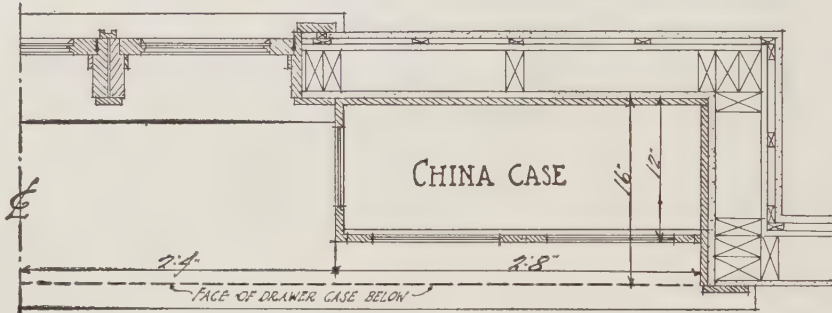 CHINA CASE
16"
12"
℄
2'-4"
2'-8"
FACE OF DRAWER CASE BELOW